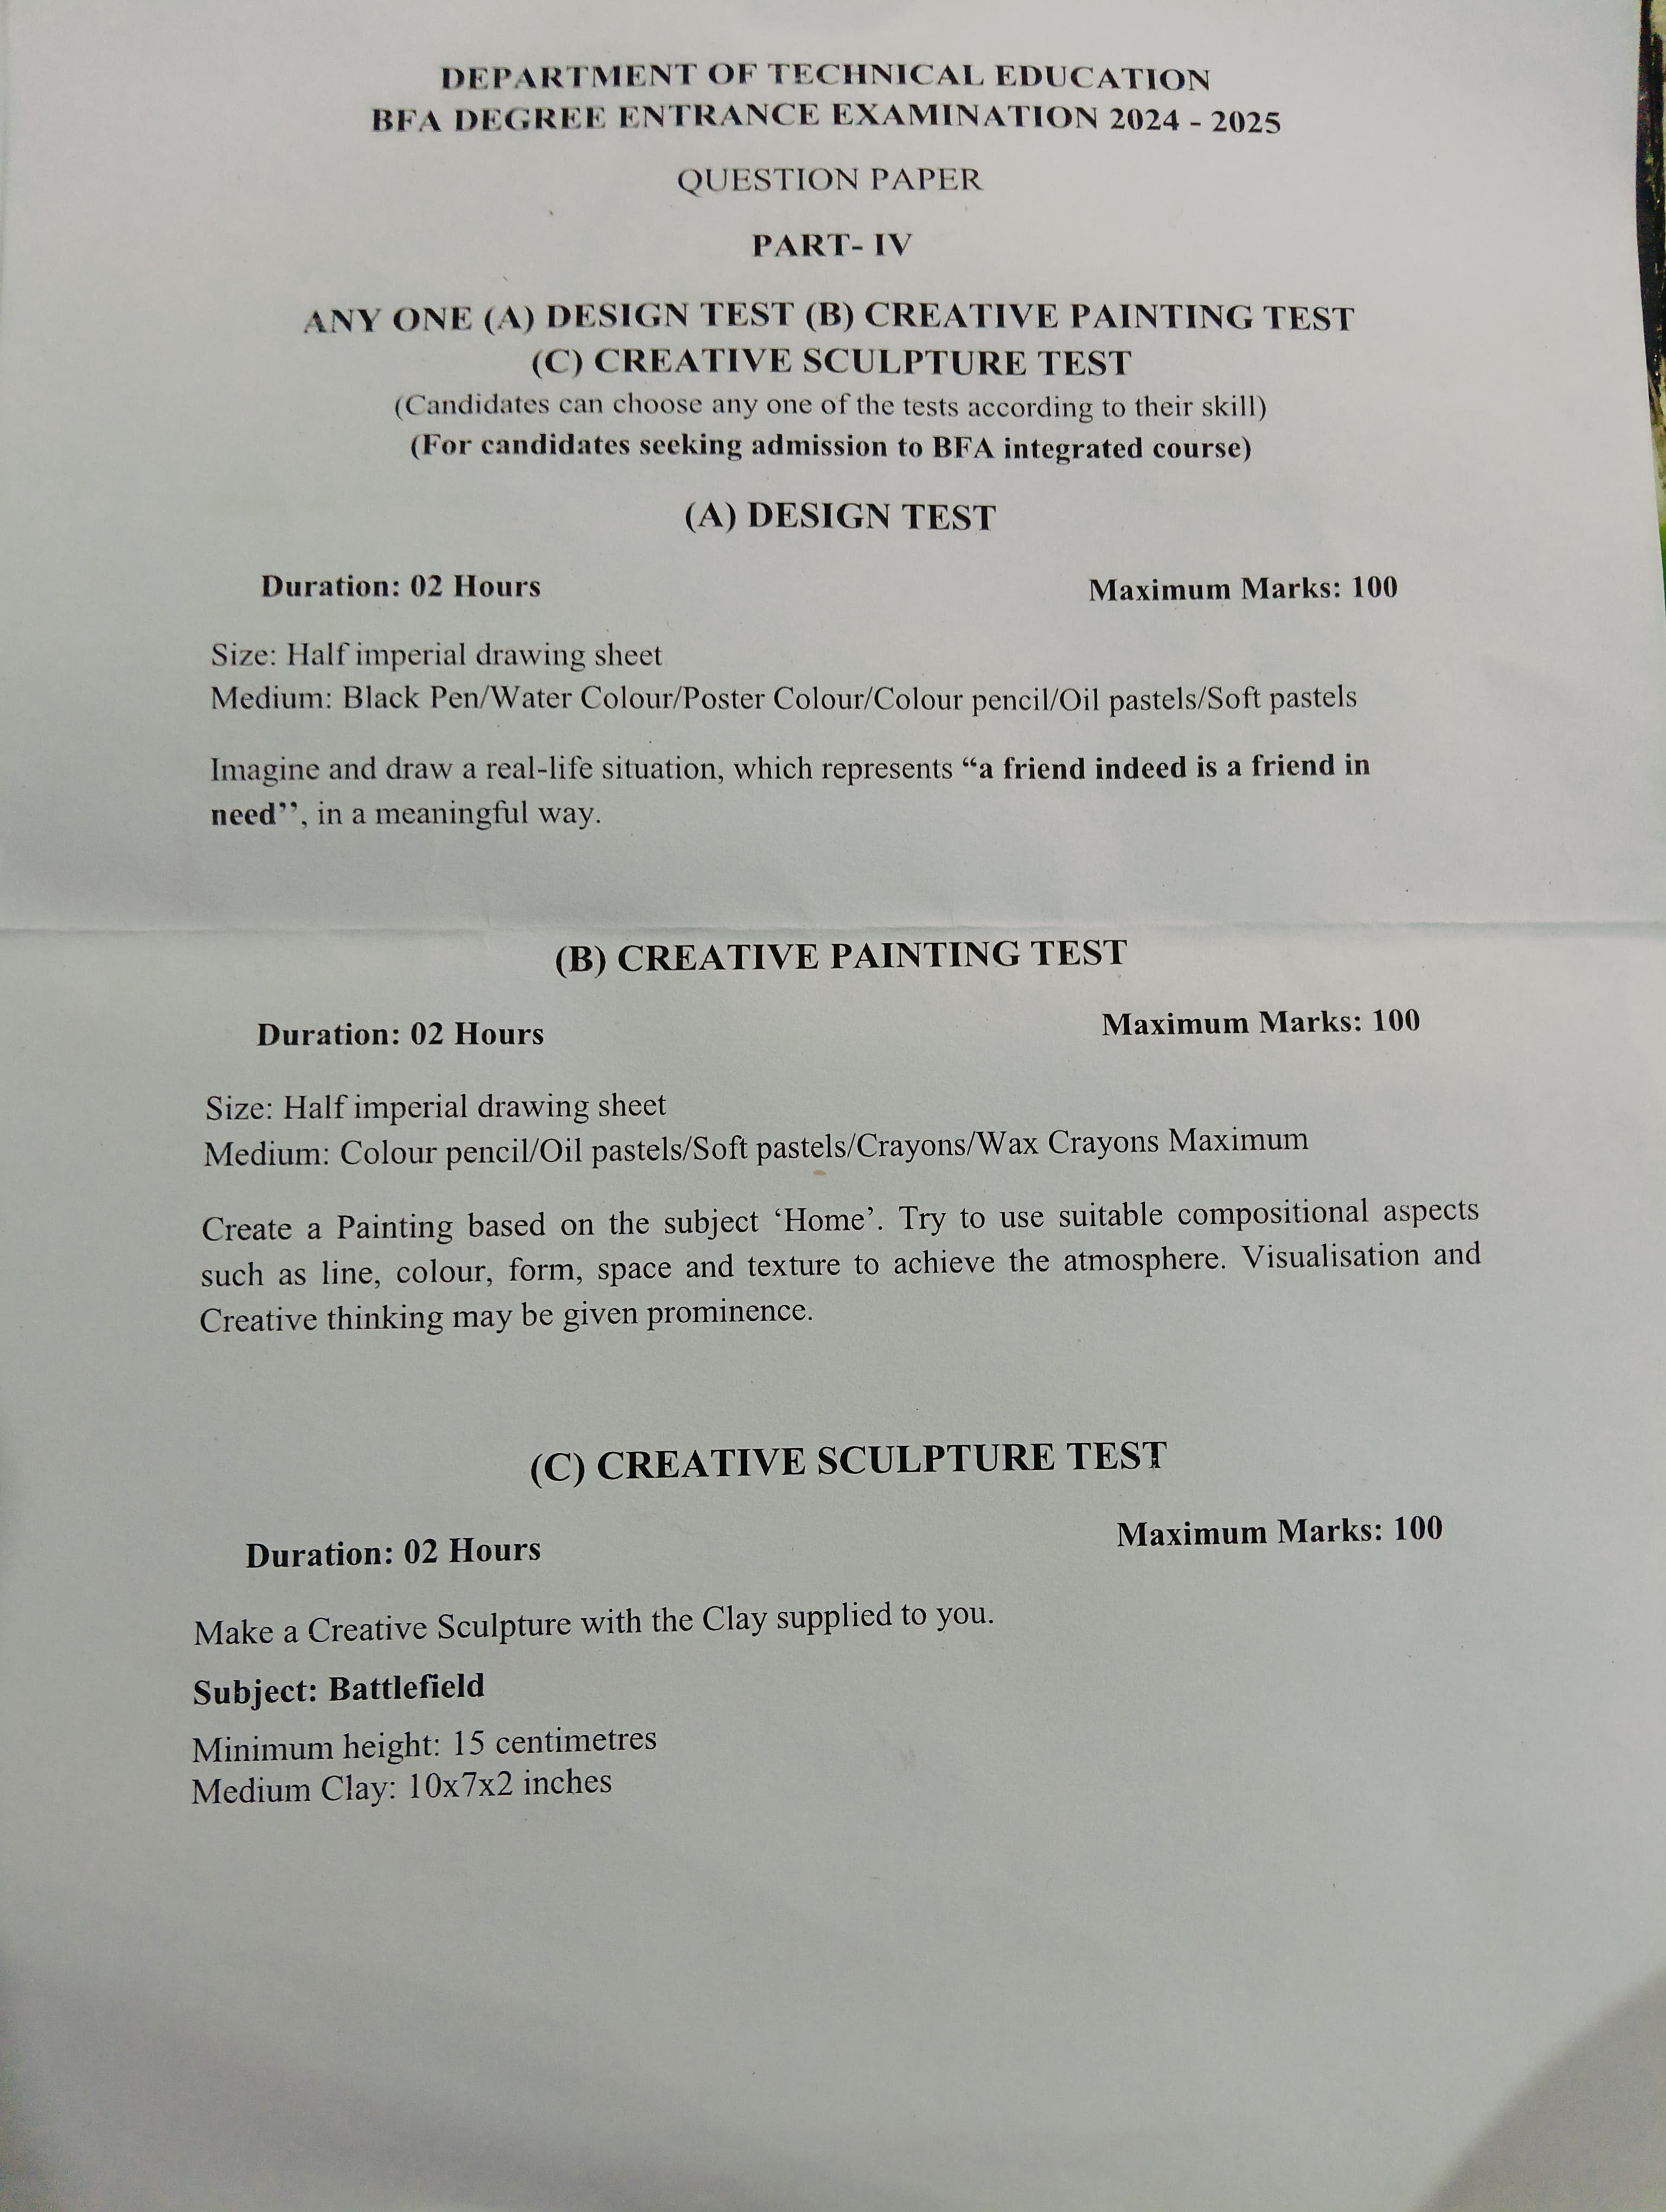 DEPARTMENT OF TECHNICAL EDUCATION
BFA DEGREE ENTRANCE EXAMINATION 2024 - 2025
QUESTION PAPER
PART- IV
ANY ONE (A) DESIGN TEST (B) CREATIVE PAINTING TEST
(C) CREATIVE SCULPTURE TEST
(Candidates can choose any one of the tests according to their skill)
(For candidates seeking admission to BFA integrated course)
(A) DESIGN TEST
Duration: 02 Hours Maximum Marks: 100
Size: Half imperial drawing sheet
Medium: Black Pen/Water Colour/Poster Colour/Colour pencil/Oil pastels/Soft pastels
Imagine and draw a real-life situation, which represents “a friend indeed is a friend in
need’’, in a meaningful way.
(B) CREATIVE PAINTING TEST
Duration: 02 Hours Maximum Marks: 100
Size: Half imperial drawing sheet
Medium: Colour pencil/Oil pastels/Soft pastels/Crayons/Wax Crayons Maximum
Create a Painting based on the subject ‘Home’. Try to use suitable compositional aspects
such as line, colour, form, space and texture to achieve the atmosphere. Visualisation and
Creative thinking may be given prominence.
(C) CREATIVE SCULPTURE TEST
Duration: 02 Hours Maximum Marks: 100
Make a Creative Sculpture with the Clay supplied to you.
Subject: Battlefield
Minimum height: 15 centimetres
Medium Clay: 10x7x2 inches